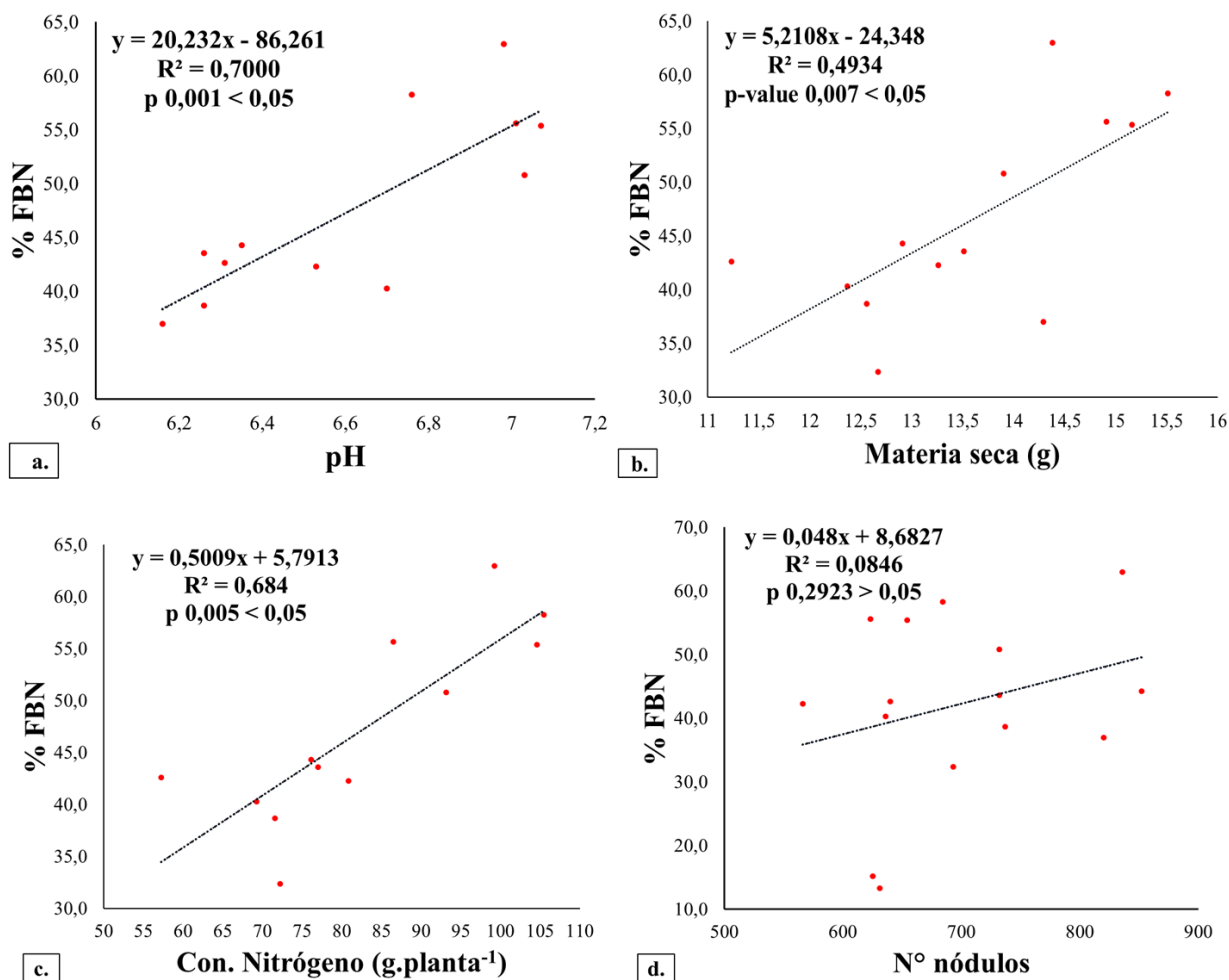 y = 20,232x - 86,261
R² = 0,7000
p 0,001 < 0,05
65,0
60,0
55,0
50,0
45,0
40,0
35,0
30,0
% FBN
6
6,2
6,4
6,6
6,8
7
7,2
pH
a.
y = 5,2108x - 24,348
R² = 0,4934
p-value 0,007 < 0,05
65,0
60,0
55,0
50,0
45,0
40,0
35,0
30,0
% FBN
11
11,5
12
12,5
13
13,5
14
14,5
15
15,5
16
Materia seca (g)
b.
y = 0,5009x + 5,7913
R² = 0,684
p 0,005 < 0,05
65,0
60,0
55,0
50,0
45,0
40,0
35,0
30,0
% FBN
50
55
60
65
70
75
80
85
90
95
100
105
110
Con. Nitrógeno (g.planta⁻¹)
c.
y = 0,048x + 8,6827
R² = 0,0846
p 0,2923 > 0,05
70,0
60,0
50,0
40,0
30,0
20,0
10,0
% FBN
500
600
700
800
900
N° nódulos
d.